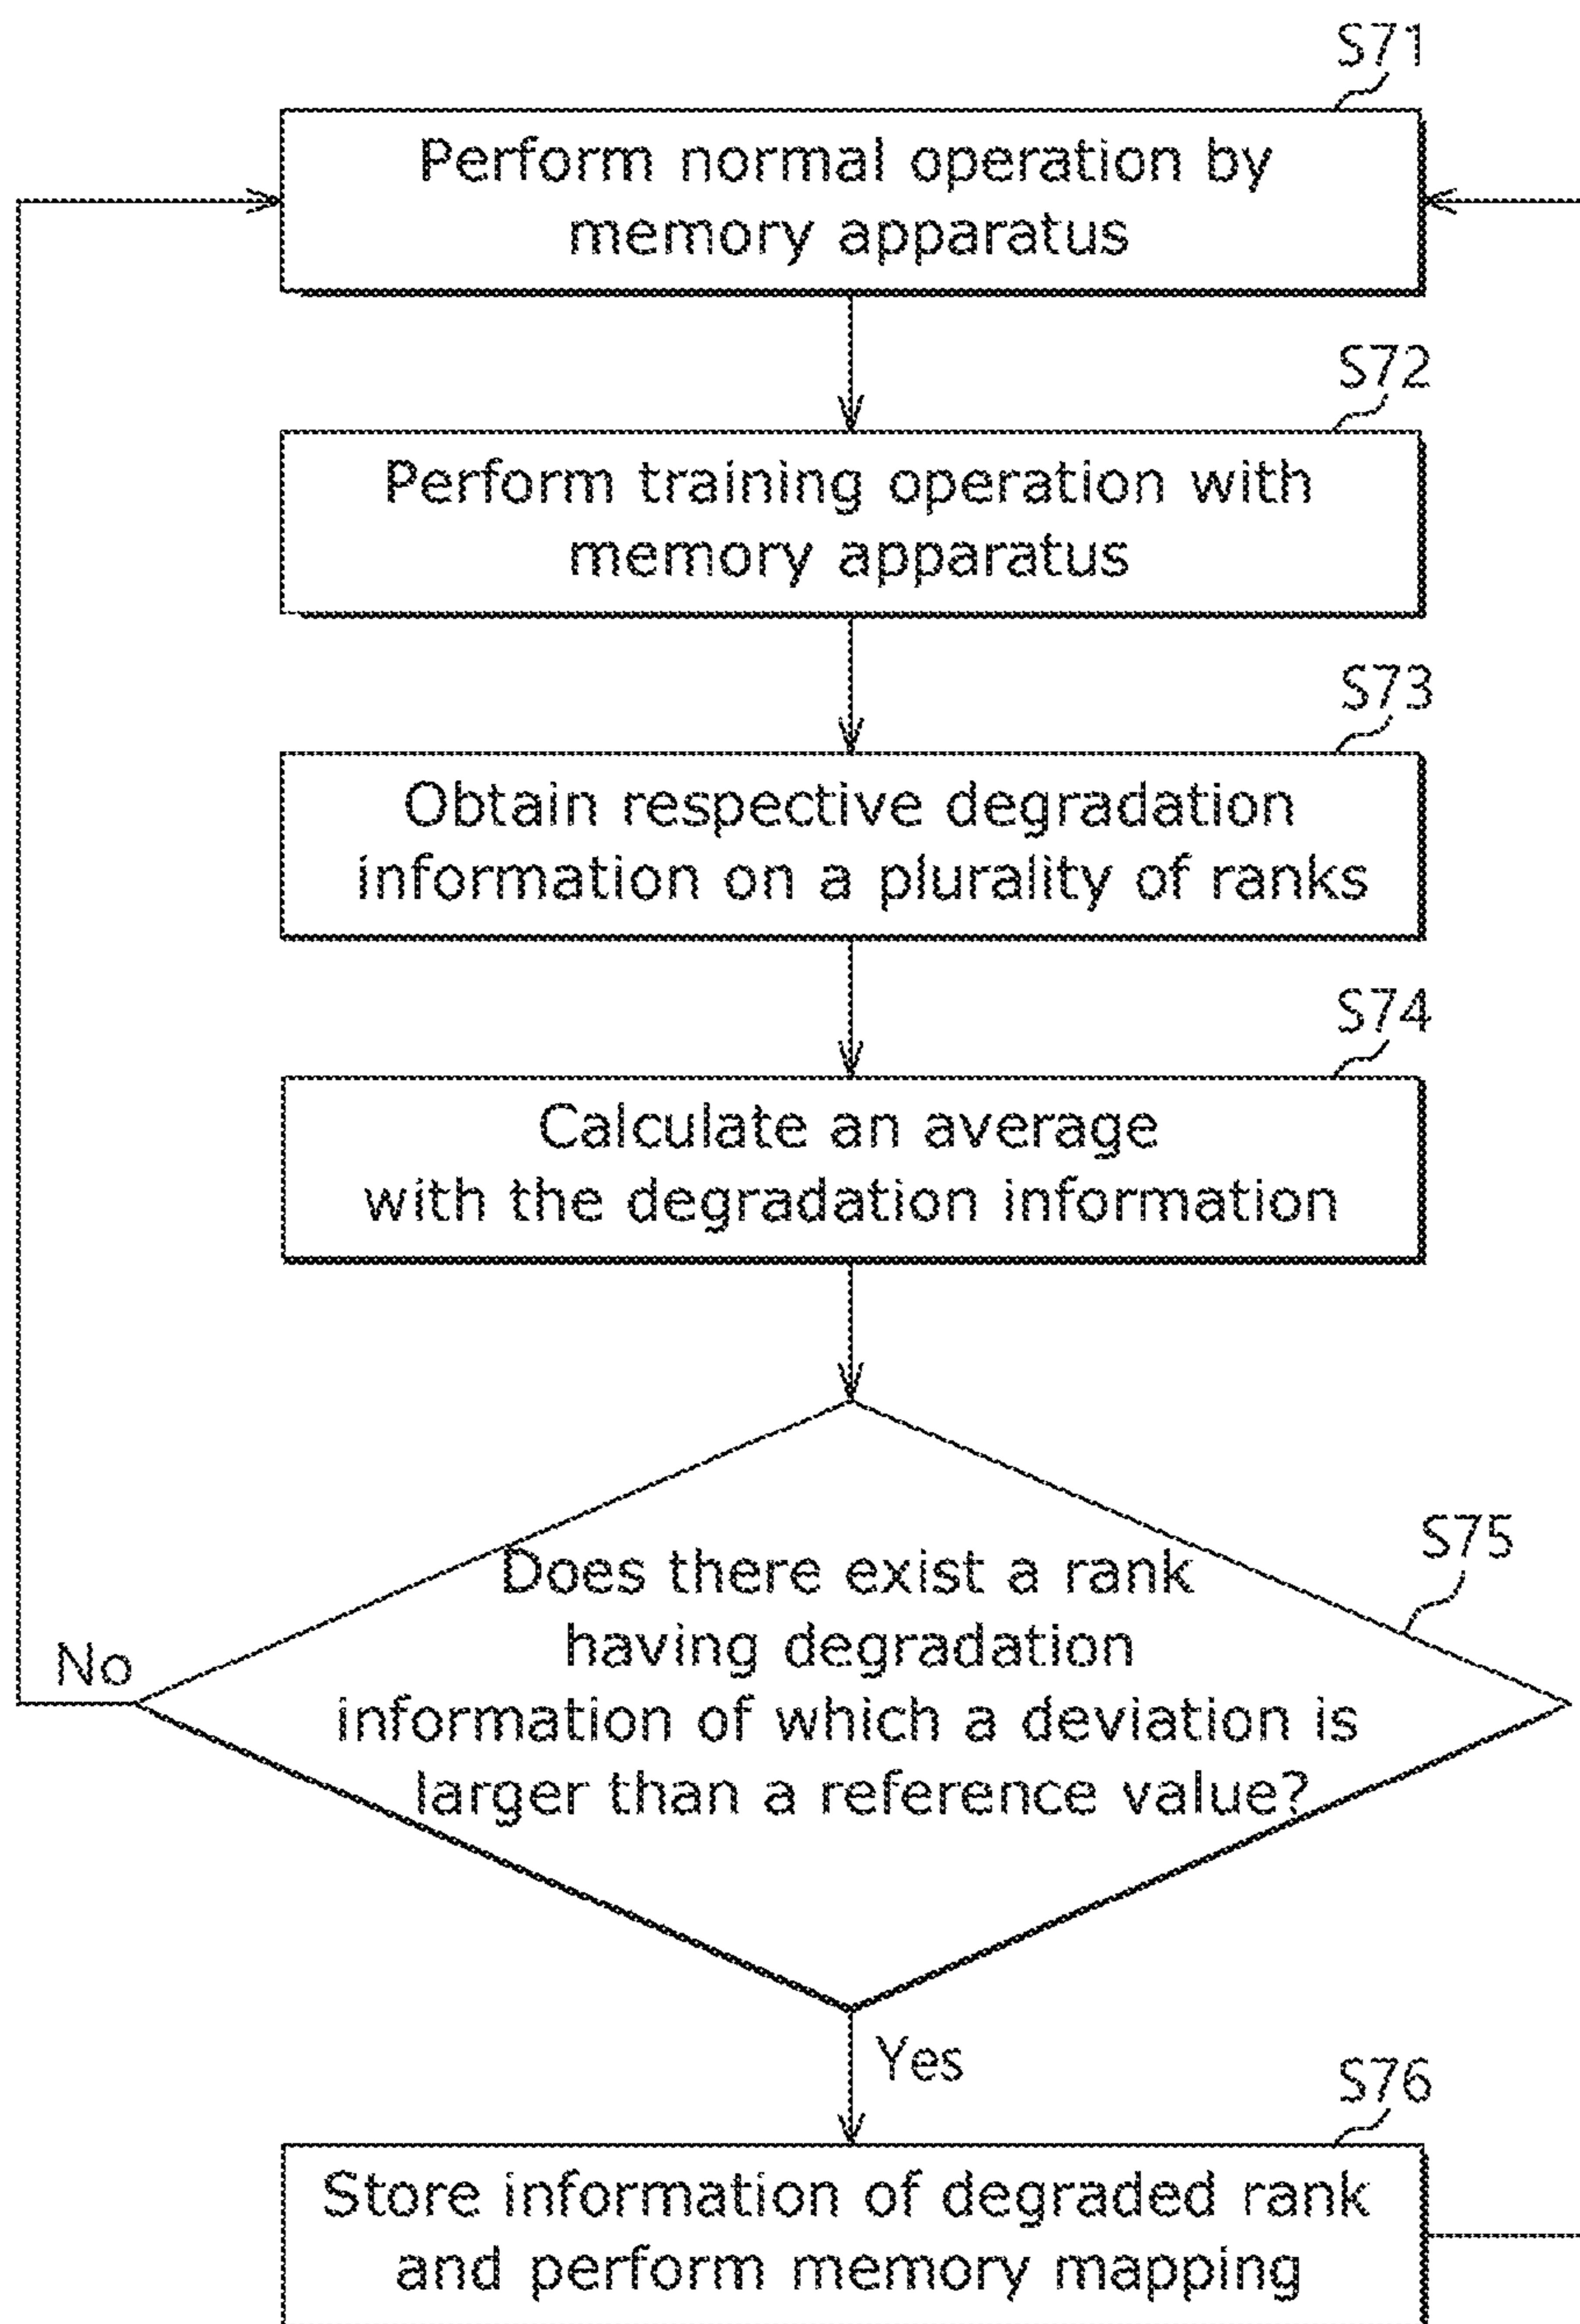 S71
Perform normal operation by
memory apparatus
S72
Perform training operation with
memory apparatus
S73
Obtain respective degradation
information on a plurality of ranks
S74
Calculate an average
with the degradation information
S75
Does there exist a rank
having degradation
information of which a deviation is
larger than a reference value?
No
Yes
S76
Store information of degraded rank
and perform memory mapping